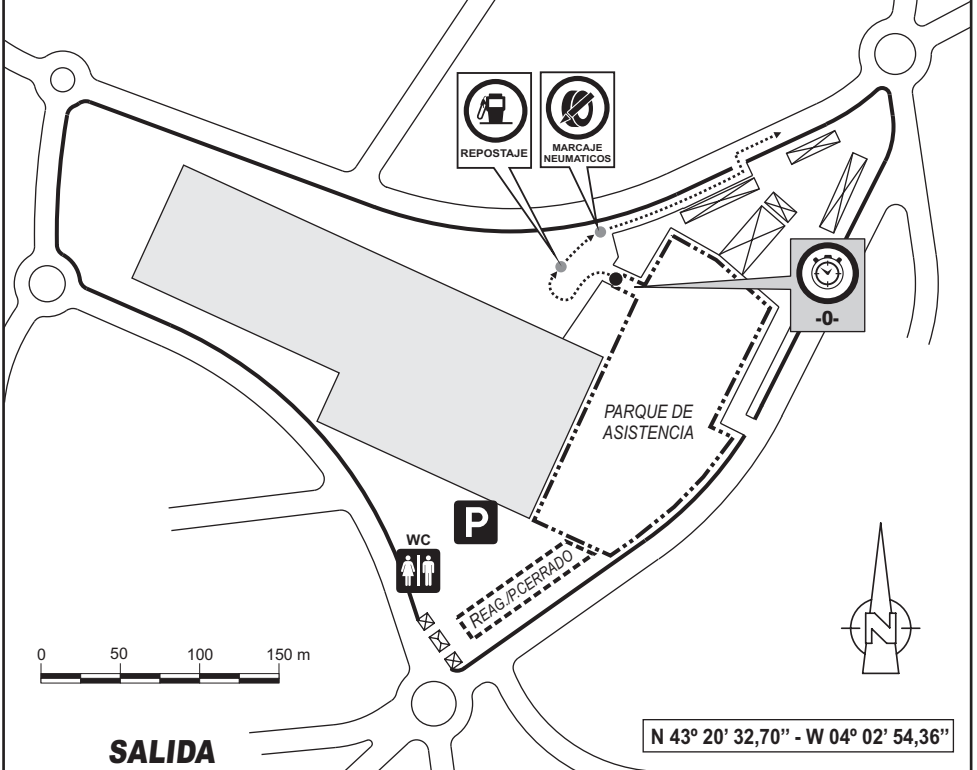 REPOSTAJE
MARCAJE
NEUMATICOS
-0-
PARQUE DE
ASISTENCIA
P
WC
REAG./P.CERRADO
0 50 100 150 m
N
SALIDA
N 43º 20’ 32,70” - W 04º 02’ 54,36”